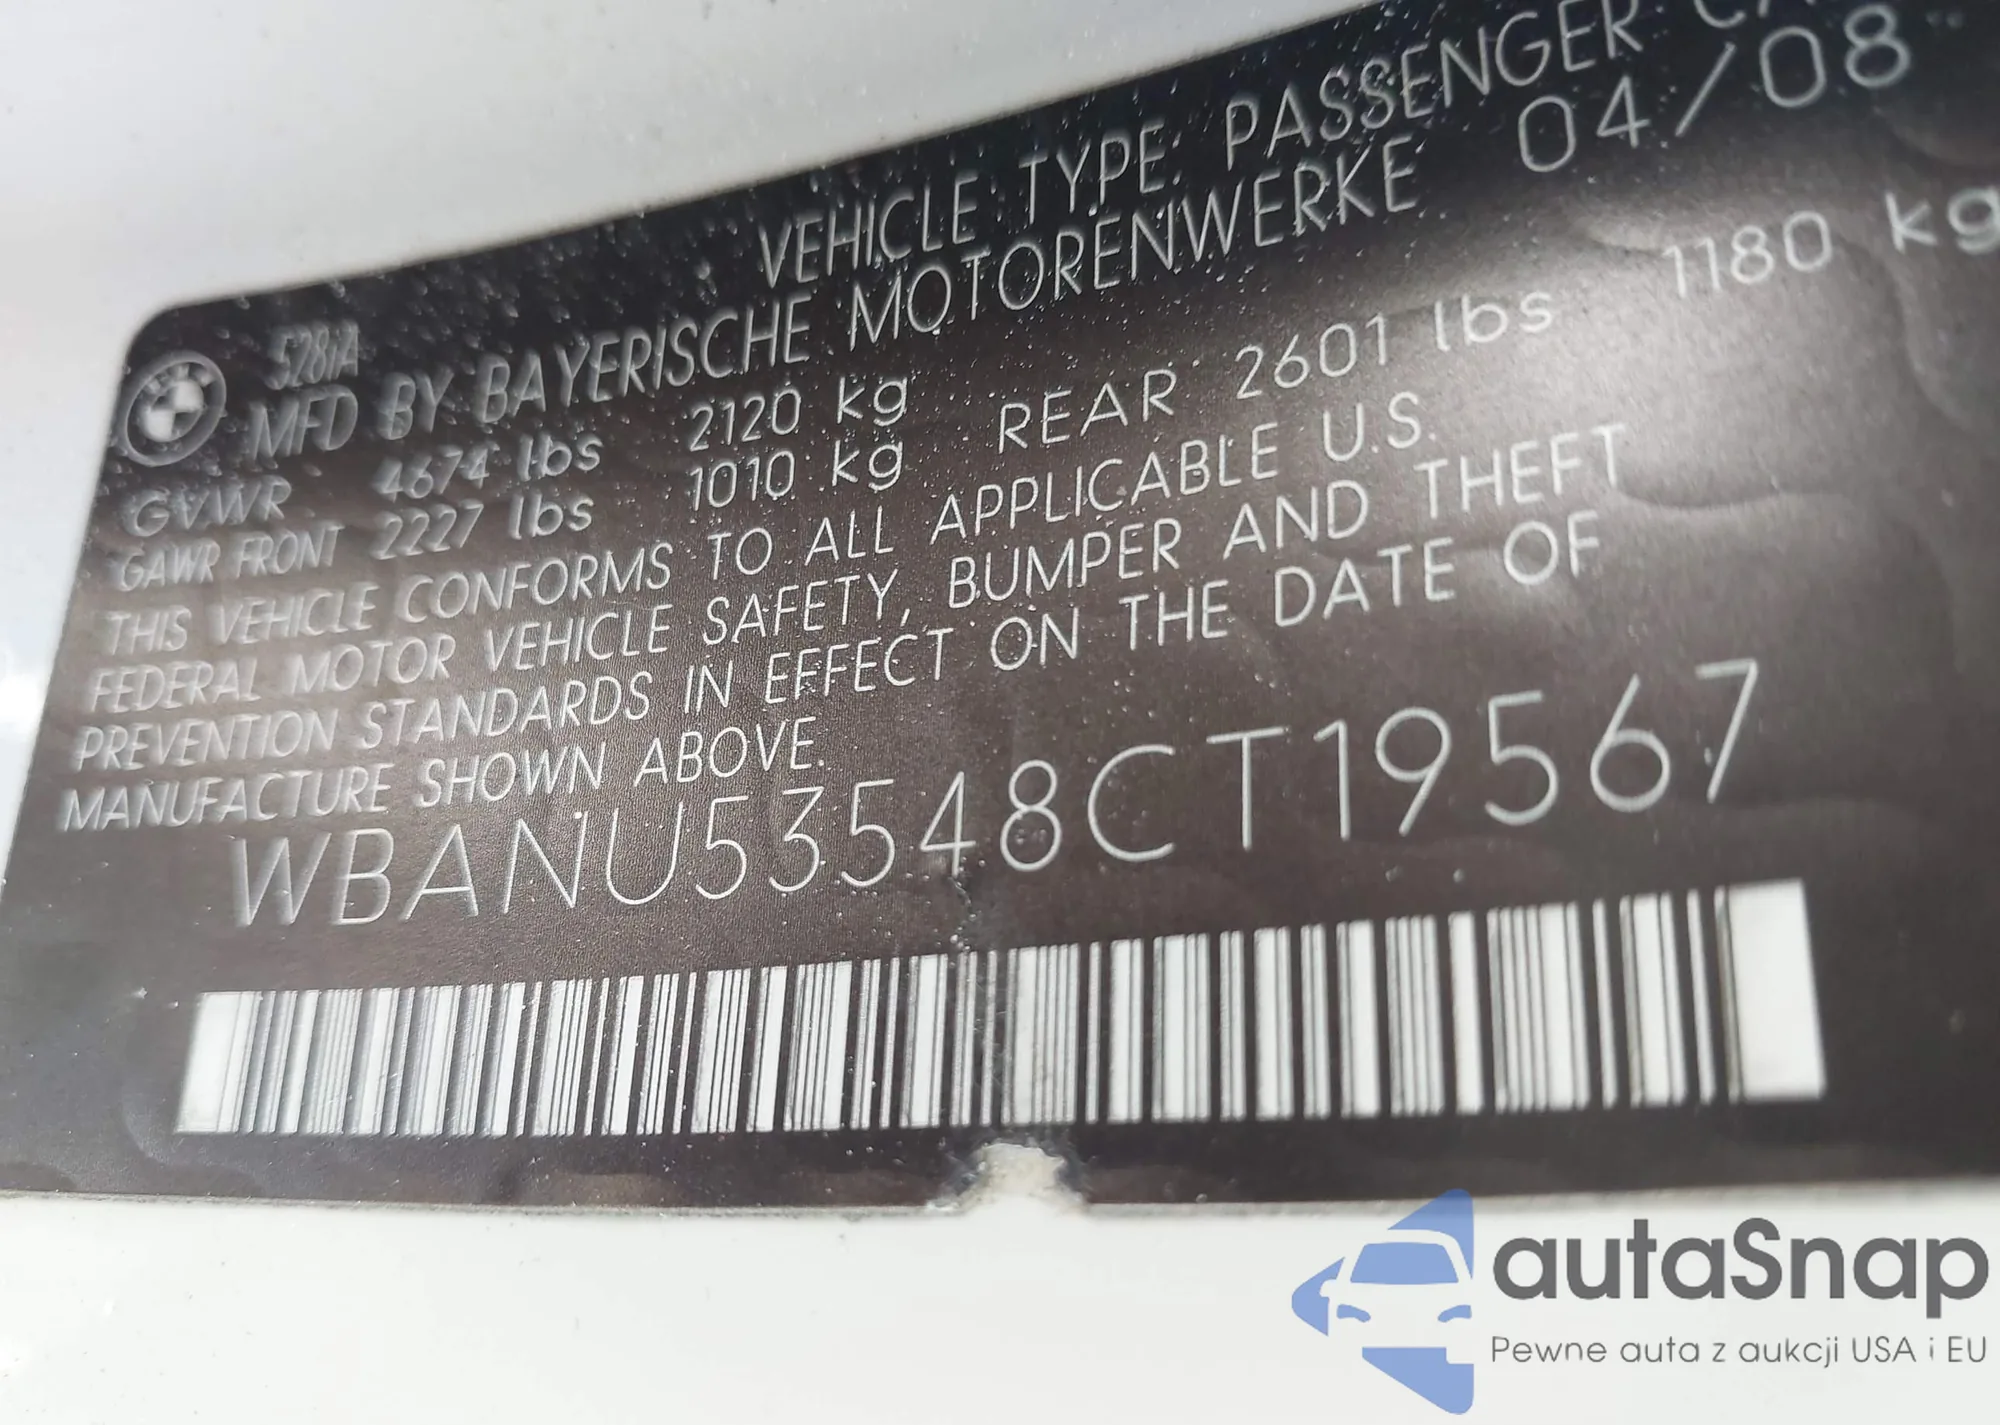 VEHICLE TYPE: PASSENGER CA
528iA
MFD BY BAYERISCHE MOTORENWERKE 04/08
GVWR 4674 lbs 2120 kg
GAWR FRONT 2227 lbs 1010 kg REAR 2601 lbs 1180 kg
THIS VEHICLE CONFORMS TO ALL APPLICABLE U.S.
FEDERAL MOTOR VEHICLE SAFETY, BUMPER AND THEFT
PREVENTION STANDARDS IN EFFECT ON THE DATE OF
MANUFACTURE SHOWN ABOVE.
WBANU53548CT19567
autaSnap
Pewne auta z aukcji USA i EU